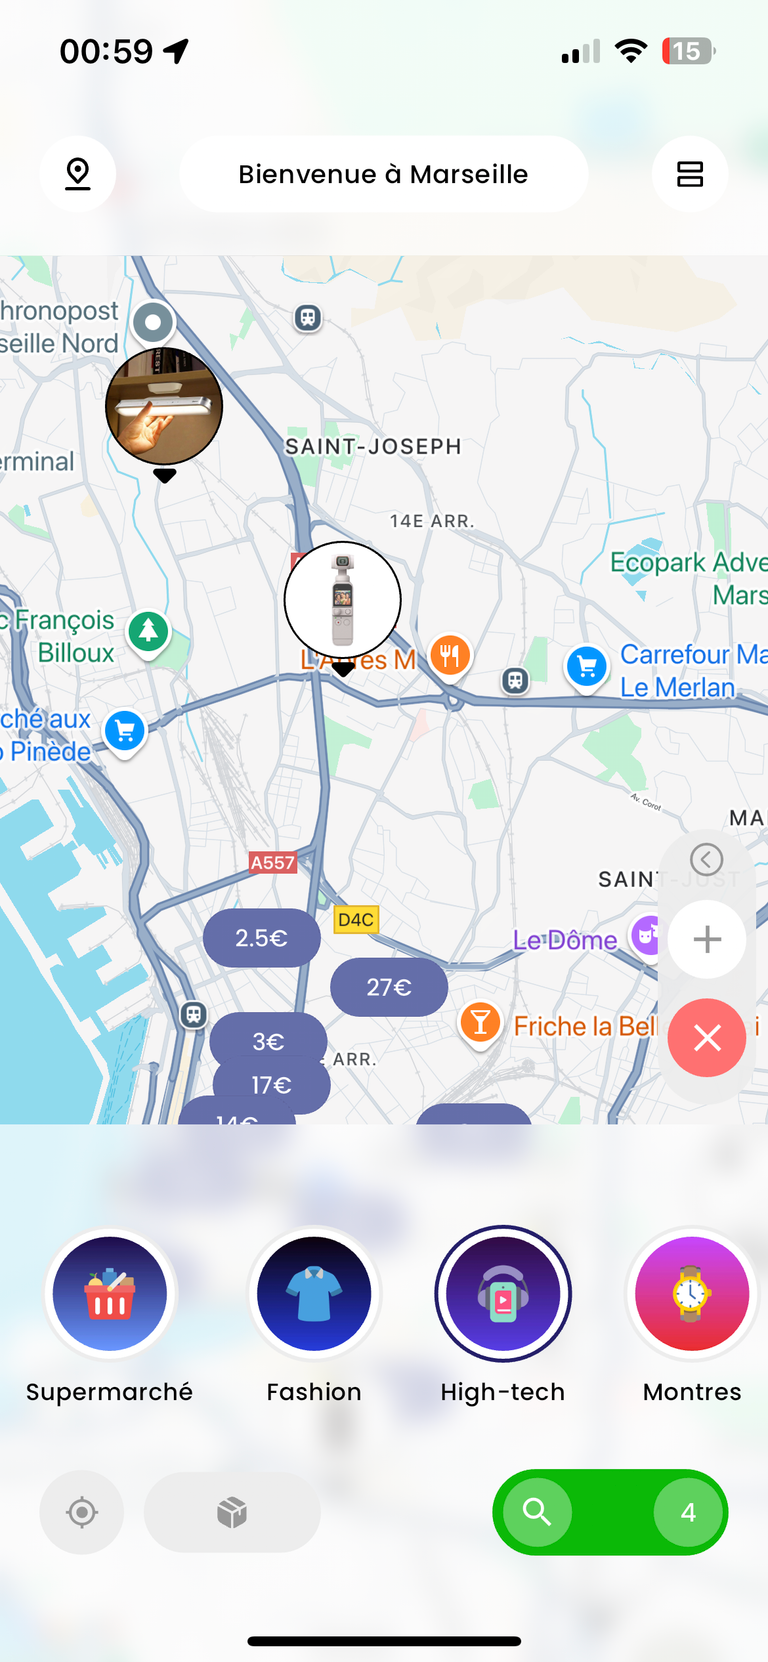 00:59
15
Bienvenue à Marseille
hronopost
seille Nord
SAINT-JOSEPH
erminal
14E ARR.
Ecopark Adve
Mars
c François
Billoux
Carrefour Ma
Le Merlan
ché aux
Pinède
Av. Corot
MA
A557
SAINT-JUST
D4C
2.5€
Le Dôme
27€
Friche la Bel
i
3€
ARR.
17€
14€
Supermarché
Fashion
High-tech
Montres
4